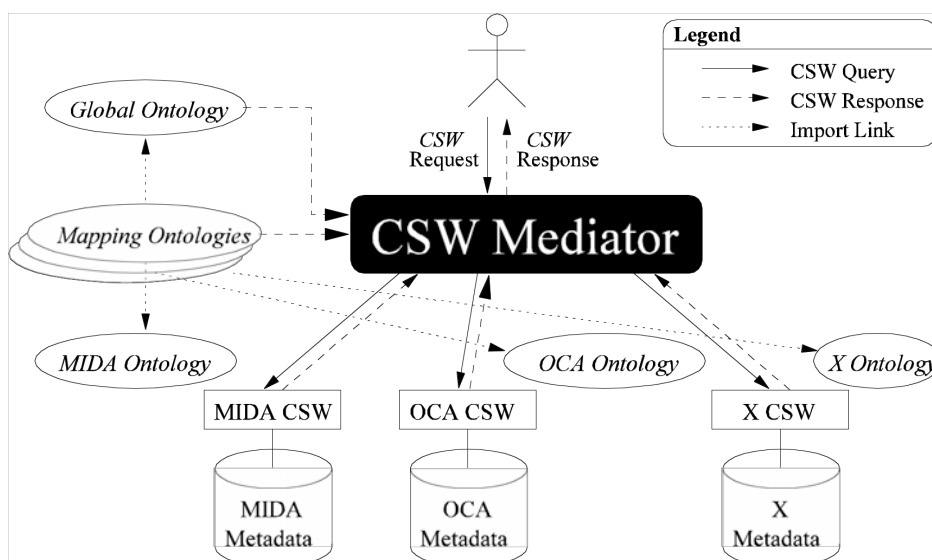 Legend
CSW Query
CSW Response
Import Link
Global Ontology
CSW
Request
CSW
Response
CSW Mediator
Mapping Ontologies
MIDA Ontology
OCA Ontology
X Ontology
MIDA CSW
OCA CSW
X CSW
MIDA
Metadata
OCA
Metadata
X
Metadata